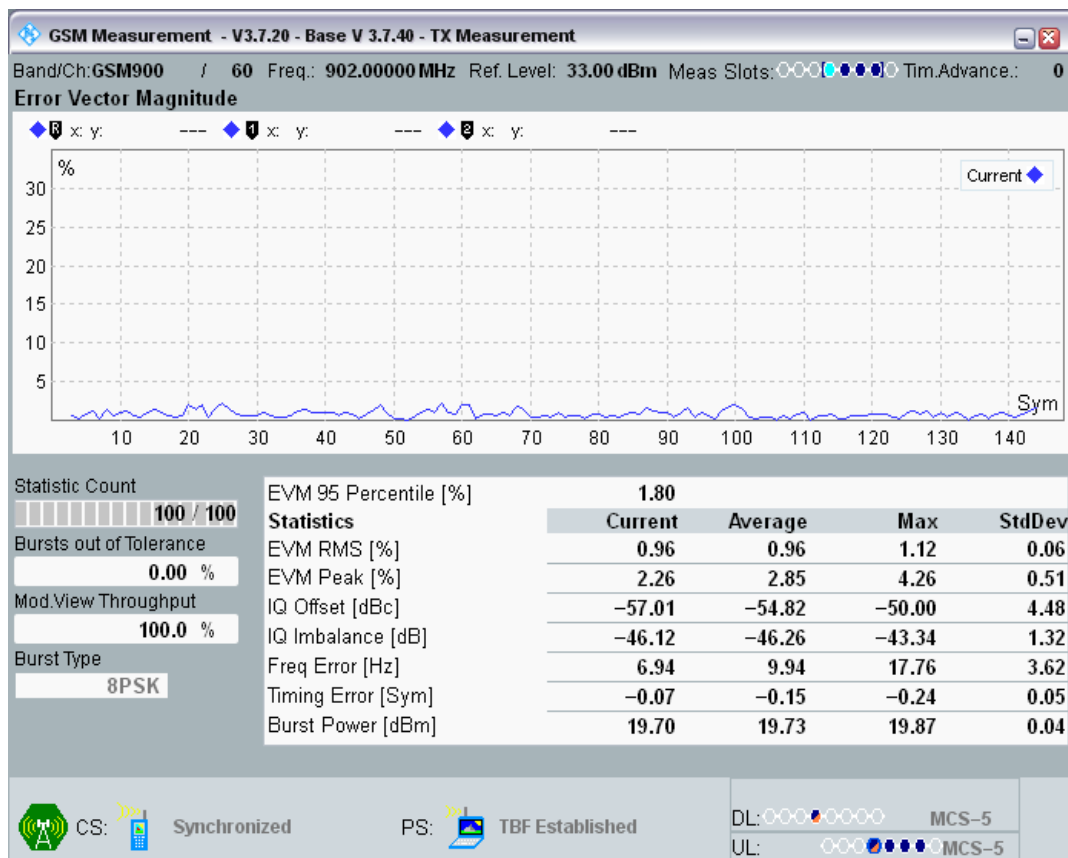 GSM Measurement - V3.7.20 - Base V 3.7.40 - TX Measurement
Band/Ch:GSM900 / 60 Freq.: 902.00000 MHz Ref. Level: 33.00 dBm Meas Slots: Tim.Advance.: 0
Error Vector Magnitude
R x: y: --- 1 x: y: --- 2 x: y: ---
%
Current
30
25
20
15
10
5
Sym
10 20 30 40 50 60 70 80 90 100 110 120 130 140
Statistic Count
100 / 100
Bursts out of Tolerance
0.00 %
Mod.View Throughput
100.0 %
Burst Type
8PSK
EVM 95 Percentile [%] 1.80
Statistics Current Average Max StdDev
EVM RMS [%] 0.96 0.96 1.12 0.06
EVM Peak [%] 2.26 2.85 4.26 0.51
IQ Offset [dBc] −57.01 −54.82 −50.00 4.48
IQ Imbalance [dB] −46.12 −46.26 −43.34 1.32
Freq Error [Hz] 6.94 9.94 17.76 3.62
Timing Error [Sym] −0.07 −0.15 −0.24 0.05
Burst Power [dBm] 19.70 19.73 19.87 0.04
CS: Synchronized PS: TBF Established
DL: MCS−5
UL: MCS−5